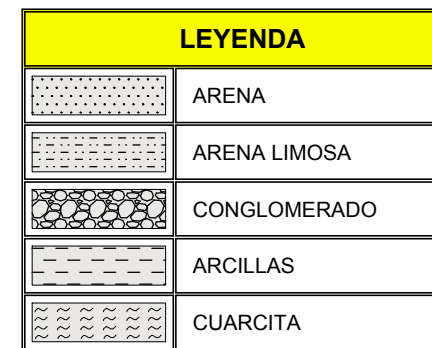 LEYENDA
ARENA
ARENA LIMOSA
CONGLOMERADO
ARCILLAS
CUARCITA